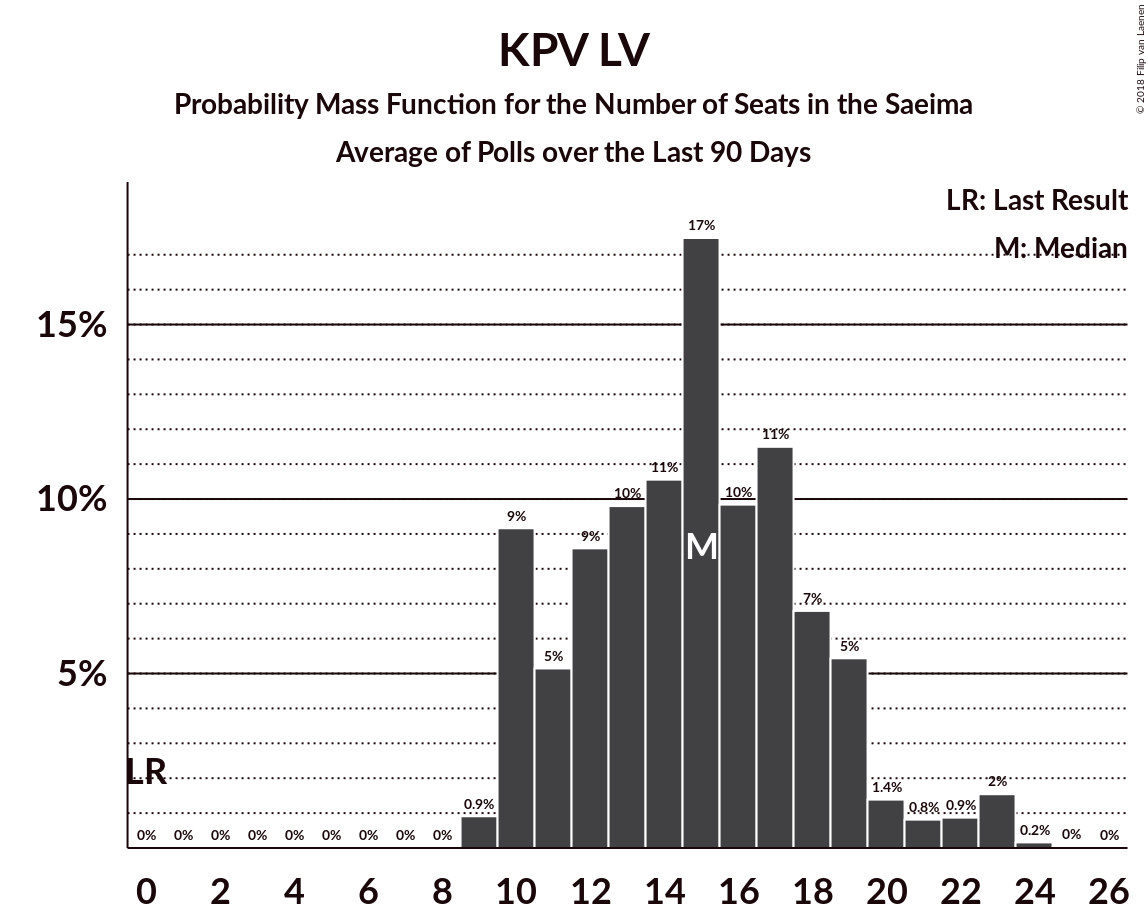 KPV LV
Probability Mass Function for the Number of Seats in the Saeima
Average of Polls over the Last 90 Days
© 2018 Filip van Laenen
LR: Last Result
M: Median
15%
10%
5%
LR
M
0% 0% 0% 0% 0% 0% 0% 0% 0% 0.9% 9% 5% 9% 10% 11% 17% 10% 11% 7% 5% 1.4% 0.8% 0.9% 2% 0.2% 0% 0%
0 2 4 6 8 10 12 14 16 18 20 22 24 26